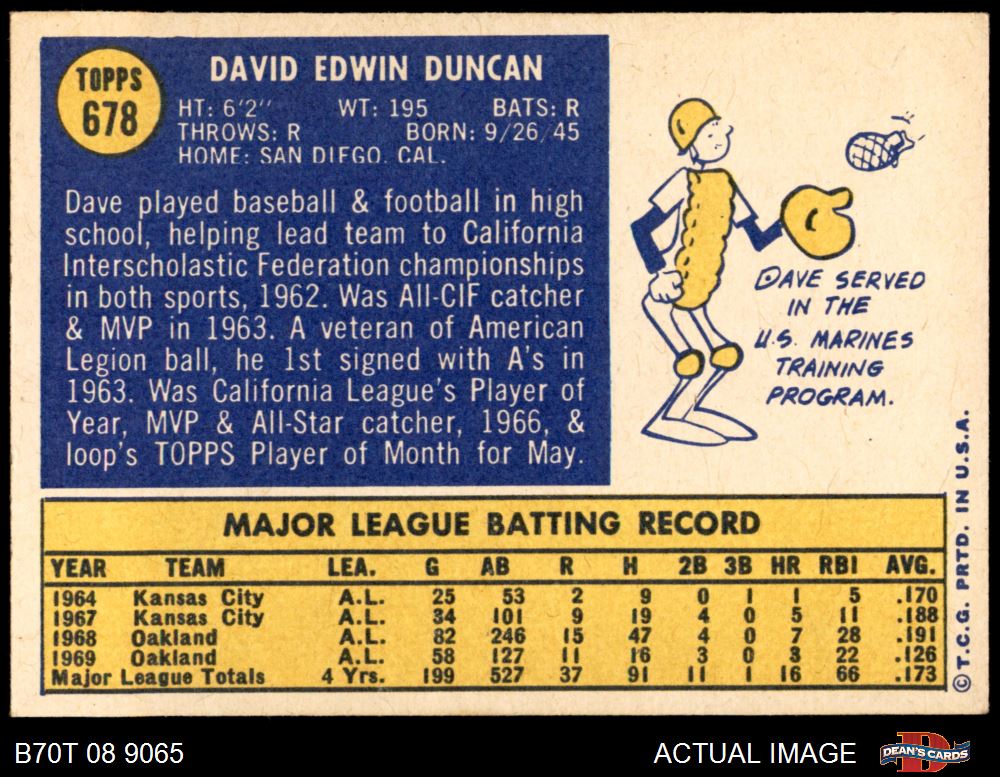 TOPPS
678
DAVID EDWIN DUNCAN
HT: 6'2" WT: 195 BATS: R
THROWS: R BORN: 9/26/45
HOME: SAN DIEGO, CAL.
Dave played baseball & football in high
school, helping lead team to California
Interscholastic Federation championships
in both sports, 1962. Was All-CIF catcher
& MVP in 1963. A veteran of American
Legion ball, he 1st signed with A's in
1963. Was California League's Player of
Year, MVP & All-Star catcher, 1966, &
loop's TOPPS Player of Month for May.
DAVE SERVED
IN THE
U.S. MARINES
TRAINING
PROGRAM.
MAJOR LEAGUE BATTING RECORD
YEAR TEAM LEA. G AB R H 2B 3B HR RBI AVG.
1964 Kansas City A.L. 25 53 2 9 0 1 1 5 .170
1967 Kansas City A.L. 34 101 9 19 4 0 5 11 .188
1968 Oakland A.L. 82 246 15 47 4 0 7 28 .191
1969 Oakland A.L. 58 127 11 16 3 0 3 22 .126
Major League Totals 4 Yrs. 199 527 37 91 11 1 16 66 .173
©T.C.G. PRTD. IN U.S.A.
B70T 08 9065
ACTUAL IMAGE
DEAN'S CARDS